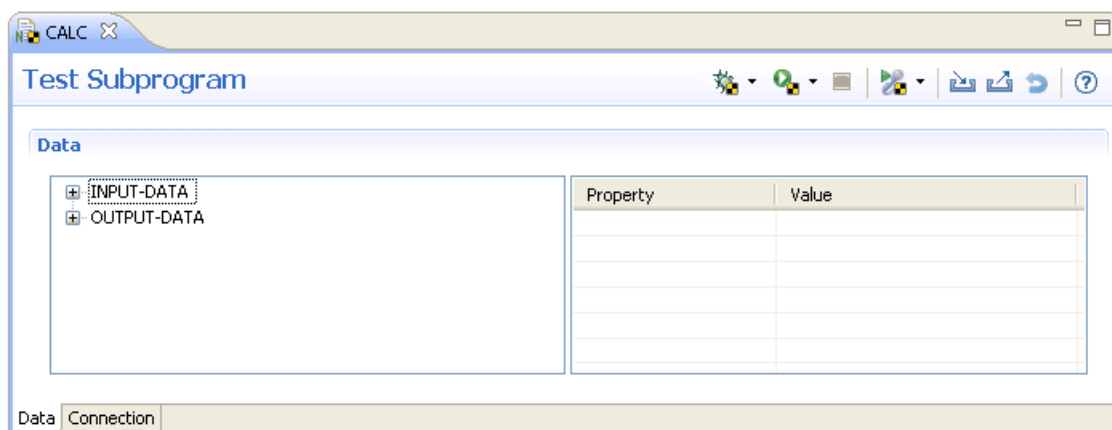 CALC
Test Subprogram
Data
INPUT-DATA
OUTPUT-DATA
Property Value
Data Connection